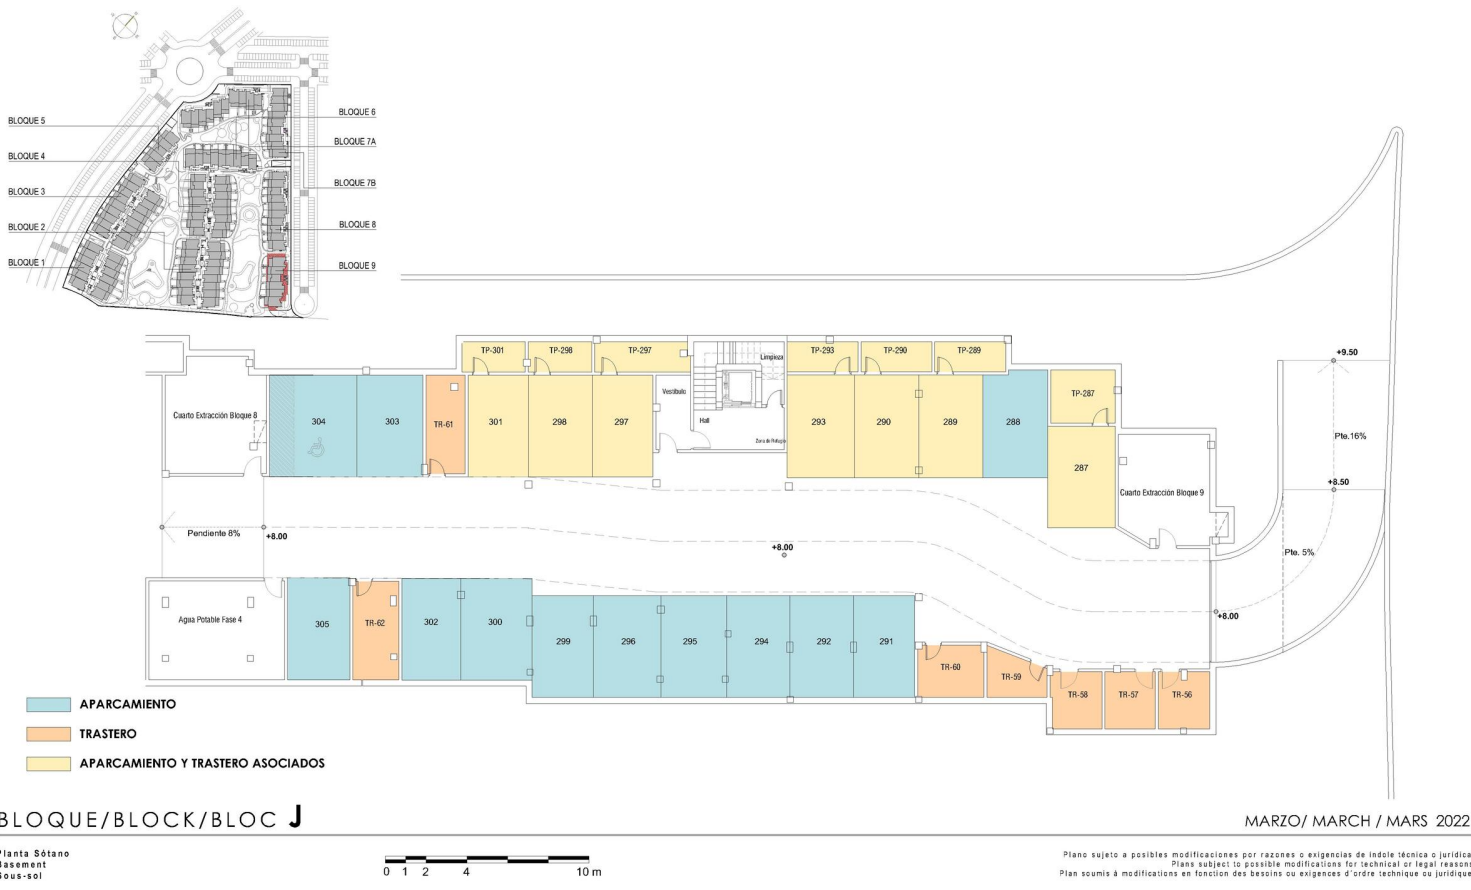 BLOQUE 5
BLOQUE 4
BLOQUE 3
BLOQUE 2
BLOQUE 1
BLOQUE 6
BLOQUE 7A
BLOQUE 7B
BLOQUE 8
BLOQUE 9
TP-301
TP-298
TP-297
Limpieza
TP-293
TP-290
TP-289
+9.50
Cuarto Extracción Bloque 8
304
303
TR-61
301
298
297
Vestíbulo
Hall
Zona de Refugio
293
290
289
288
TP-287
287
Cuarto Extracción Bloque 9
Pte.16%
+8.50
Pendiente 8%
+8.00
+8.00
Pte. 5%
+8.00
Agua Potable Fase 4
305
TR-62
302
300
299
296
295
294
292
291
TR-60
TR-59
TR-58
TR-57
TR-56
APARCAMIENTO
TRASTERO
APARCAMIENTO Y TRASTERO ASOCIADOS
BLOQUE/BLOCK/BLOC J
MARZO/ MARCH / MARS 2022
Planta Sótano
Basement
Sous-sol
0 1 2 4 10 m
Plano sujeto a posibles modificaciones por razones o exigencias de índole técnica o jurídica
Plans subject to possible modifications for technical or legal reasons
Plan soumis à modifications en fonction des besoins ou exigences d'ordre technique ou juridique